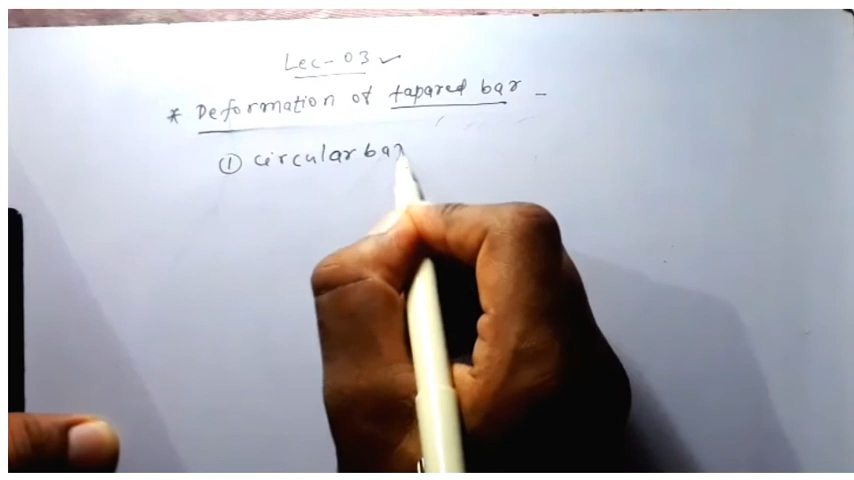 Lec-03 ✓
* Deformation of tapared bar -
① circular bar